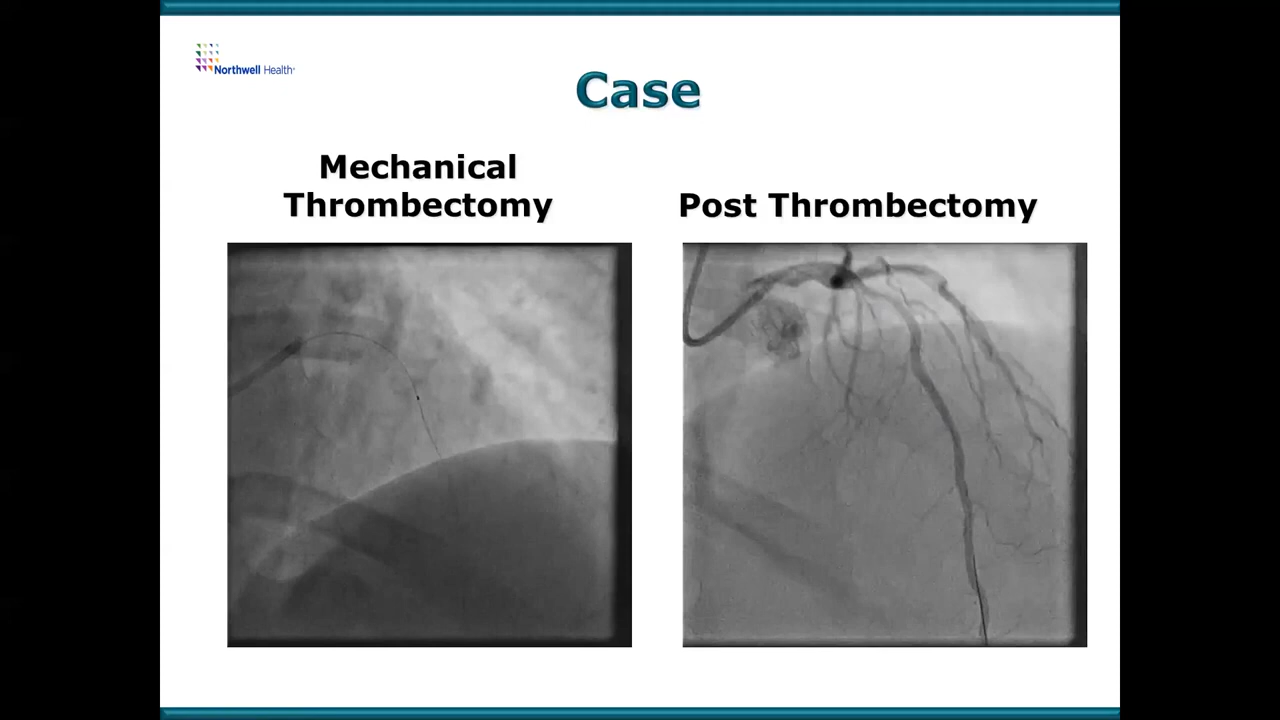 Northwell Health
Case
Mechanical
Thrombectomy
Post Thrombectomy